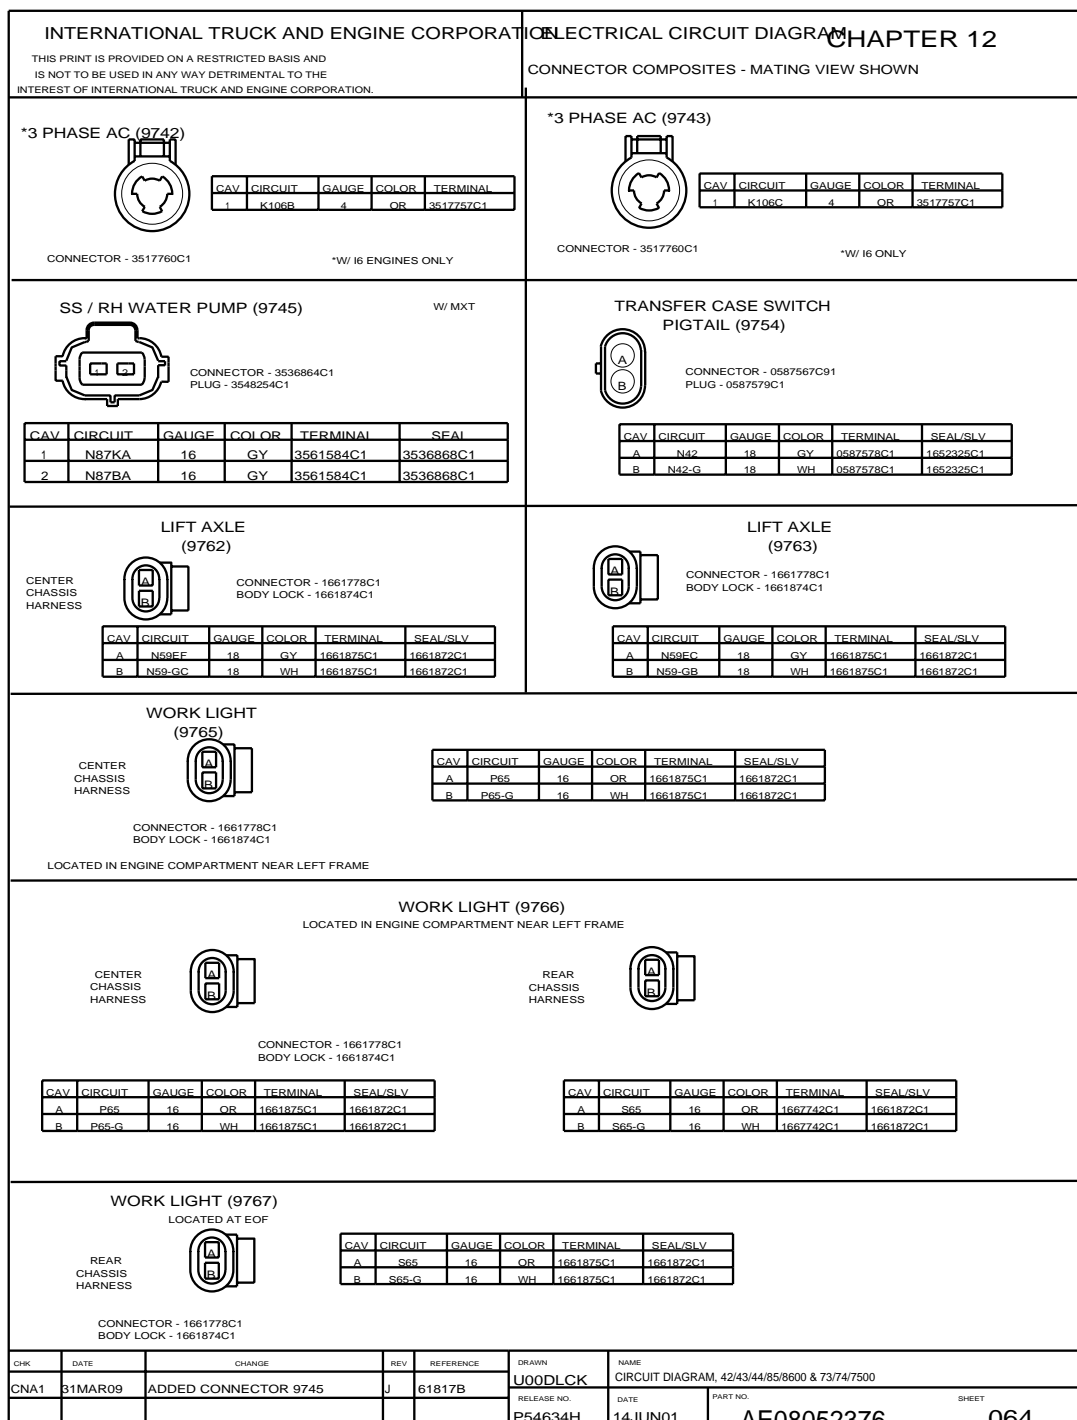 INTERNATIONAL TRUCK AND ENGINE CORPORATION
THIS PRINT IS PROVIDED ON A RESTRICTED BASIS AND
IS NOT TO BE USED IN ANY WAY DETRIMENTAL TO THE
INTEREST OF INTERNATIONAL TRUCK AND ENGINE CORPORATION.
ELECTRICAL CIRCUIT DIAGRAM
CHAPTER 12
CONNECTOR COMPOSITES - MATING VIEW SHOWN
*3 PHASE AC (9742)
CAV CIRCUIT GAUGE COLOR TERMINAL
1 K106B 4 OR 3517757C1
CONNECTOR - 3517760C1
*W/ I6 ENGINES ONLY
*3 PHASE AC (9743)
CAV CIRCUIT GAUGE COLOR TERMINAL
1 K106C 4 OR 3517757C1
CONNECTOR - 3517760C1
*W/ I6 ONLY
SS / RH WATER PUMP (9745)
W/ MXT
1 2
CONNECTOR - 3536864C1
PLUG - 3548254C1
CAV CIRCUIT GAUGE COLOR TERMINAL SEAL
1 N87KA 16 GY 3561584C1 3536868C1
2 N87BA 16 GY 3561584C1 3536868C1
TRANSFER CASE SWITCH
PIGTAIL (9754)
A
B
CONNECTOR - 0587567C91
PLUG - 0587579C1
CAV CIRCUIT GAUGE COLOR TERMINAL SEAL/SLV
A N42 18 GY 0587578C1 1652325C1
B N42-G 18 WH 0587578C1 1652325C1
LIFT AXLE
(9762)
CENTER
CHASSIS
HARNESS
A
B
CONNECTOR - 1661778C1
BODY LOCK - 1661874C1
CAV CIRCUIT GAUGE COLOR TERMINAL SEAL/SLV
A N59EF 18 GY 1661875C1 1661872C1
B N59-GC 18 WH 1661875C1 1661872C1
LIFT AXLE
(9763)
A
B
CONNECTOR - 1661778C1
BODY LOCK - 1661874C1
CAV CIRCUIT GAUGE COLOR TERMINAL SEAL/SLV
A N59EC 18 GY 1661875C1 1661872C1
B N59-GB 18 WH 1661875C1 1661872C1
WORK LIGHT
(9765)
CENTER
CHASSIS
HARNESS
A
B
CAV CIRCUIT GAUGE COLOR TERMINAL SEAL/SLV
A P65 16 OR 1661875C1 1661872C1
B P65-G 16 WH 1661875C1 1661872C1
CONNECTOR - 1661778C1
BODY LOCK - 1661874C1
LOCATED IN ENGINE COMPARTMENT NEAR LEFT FRAME
WORK LIGHT (9766)
LOCATED IN ENGINE COMPARTMENT NEAR LEFT FRAME
CENTER
CHASSIS
HARNESS
A
B
REAR
CHASSIS
HARNESS
A
B
CONNECTOR - 1661778C1
BODY LOCK - 1661874C1
CAV CIRCUIT GAUGE COLOR TERMINAL SEAL/SLV
A P65 16 OR 1661875C1 1661872C1
B P65-G 16 WH 1661875C1 1661872C1
CAV CIRCUIT GAUGE COLOR TERMINAL SEAL/SLV
A S65 16 OR 1667742C1 1661872C1
B S65-G 16 WH 1667742C1 1661872C1
WORK LIGHT (9767)
LOCATED AT EOF
REAR
CHASSIS
HARNESS
A
B
CAV CIRCUIT GAUGE COLOR TERMINAL SEAL/SLV
A S65 16 OR 1661875C1 1661872C1
B S65-G 16 WH 1661875C1 1661872C1
CONNECTOR - 1661778C1
BODY LOCK - 1661874C1
CHK DATE CHANGE REV REFERENCE
CNA1 31MAR09 ADDED CONNECTOR 9745 J 61817B
DRAWN
U00DLCK
NAME
CIRCUIT DIAGRAM, 42/43/44/85/8600 & 73/74/7500
RELEASE NO.
P54634H
DATE
14JUN01
PART NO.
AE08052376
SHEET
064